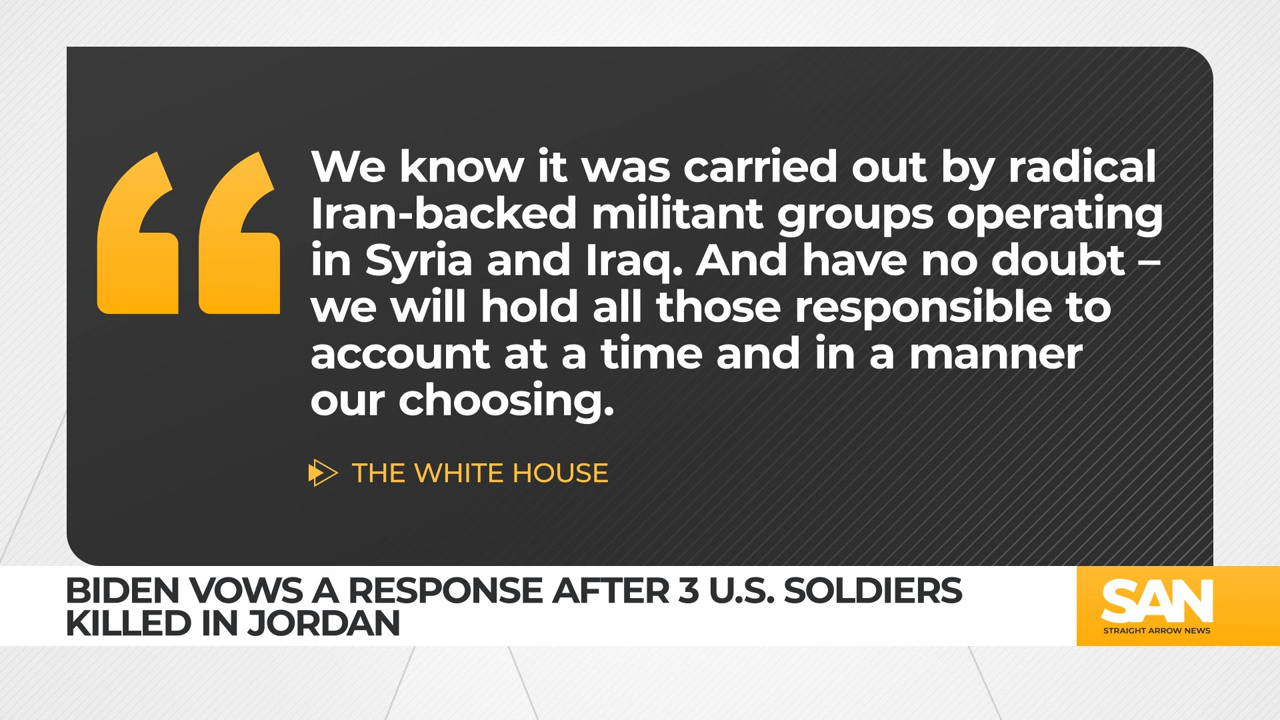 We know it was carried out by radical
Iran-backed militant groups operating
in Syria and Iraq. And have no doubt –
we will hold all those responsible to
account at a time and in a manner
our choosing.
THE WHITE HOUSE
BIDEN VOWS A RESPONSE AFTER 3 U.S. SOLDIERS
KILLED IN JORDAN
SAN
STRAIGHT ARROW NEWS